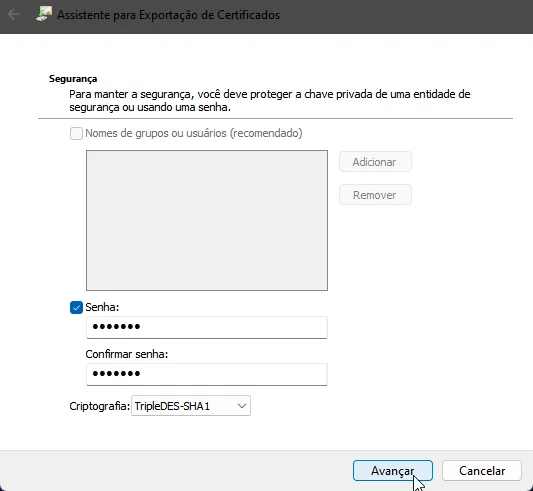 Assistente para Exportação de Certificados
Segurança
Para manter a segurança, você deve proteger a chave privada de uma entidade de
segurança ou usando uma senha.
Nomes de grupos ou usuários (recomendado)
Adicionar
Remover
Senha:
•••••••
Confirmar senha:
•••••••
Criptografia: TripleDES-SHA1
Avançar Cancelar